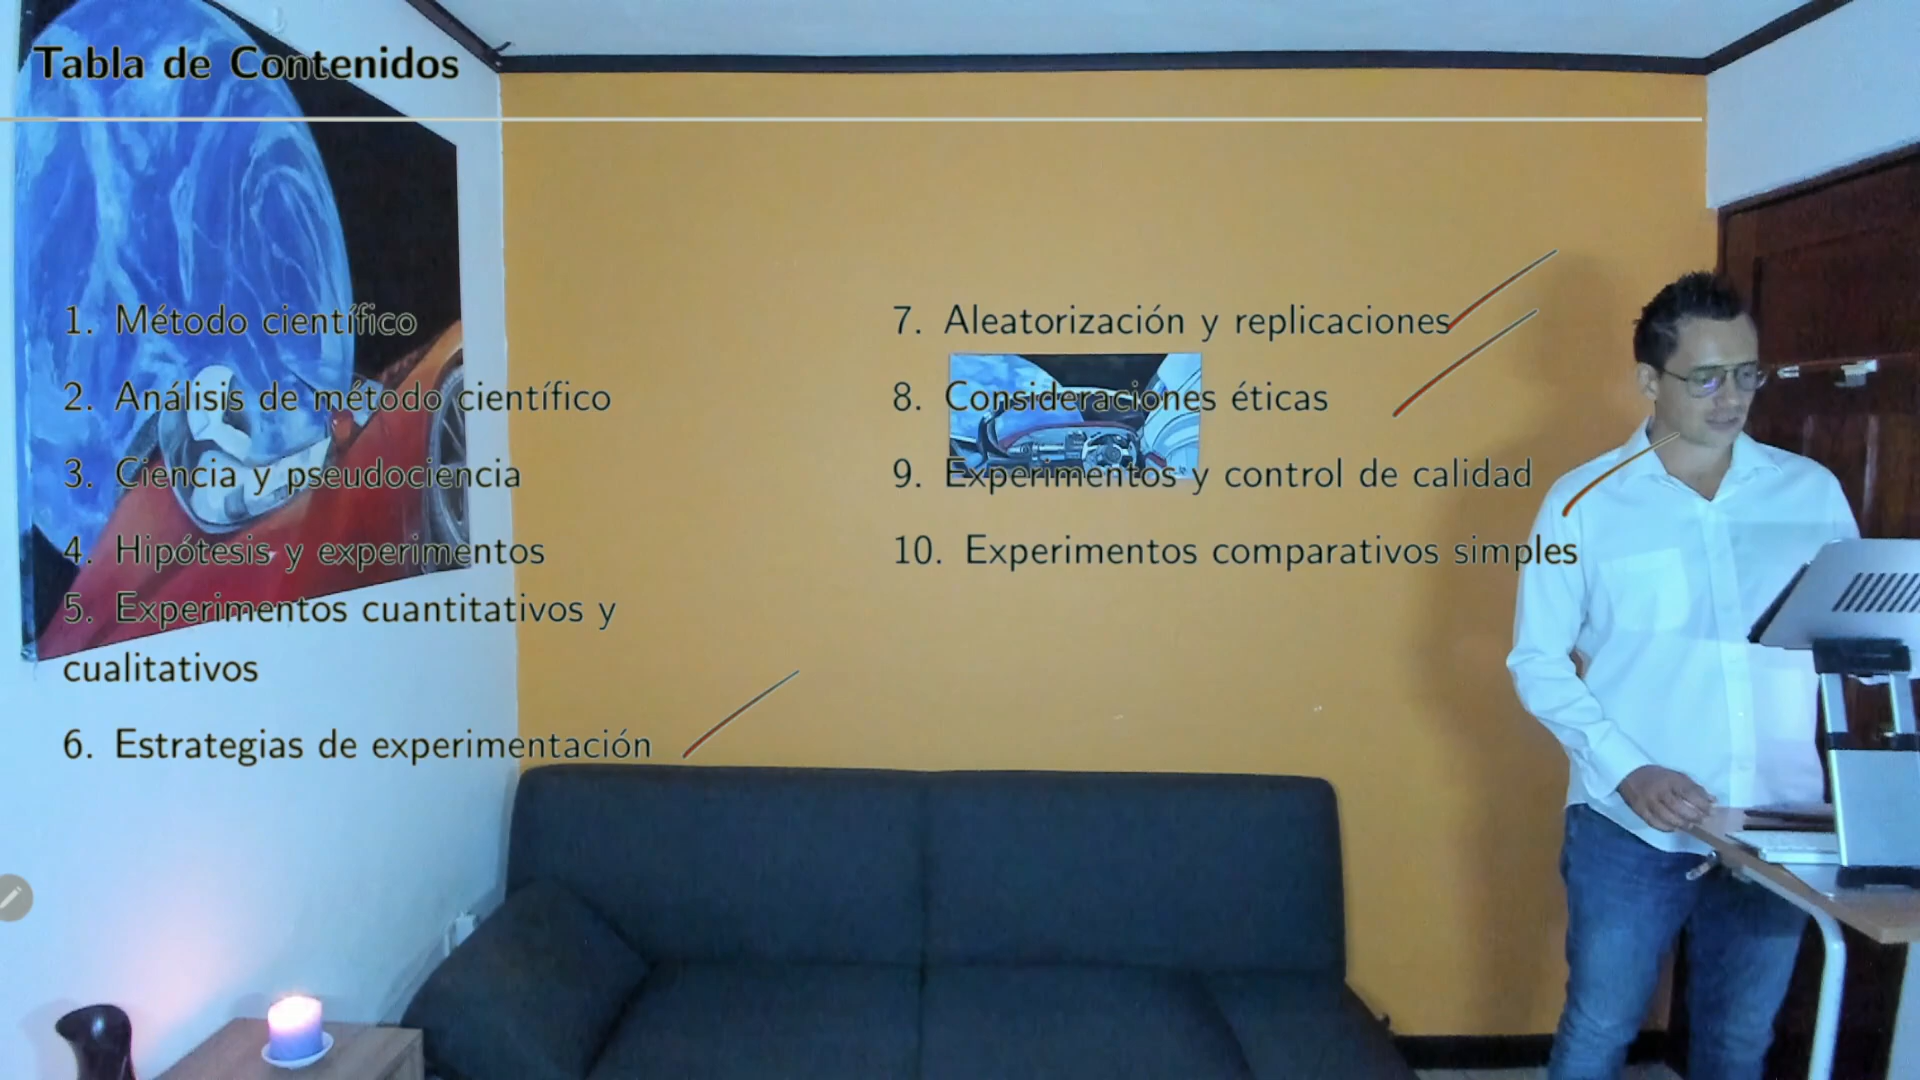 Tabla de Contenidos
1. Método científico
2. Análisis de método científico
3. Ciencia y pseudociencia
4. Hipótesis y experimentos
5. Experimentos cuantitativos y
cualitativos
6. Estrategias de experimentación
7. Aleatorización y replicaciones
8. Consideraciones éticas
9. Experimentos y control de calidad
10. Experimentos comparativos simples